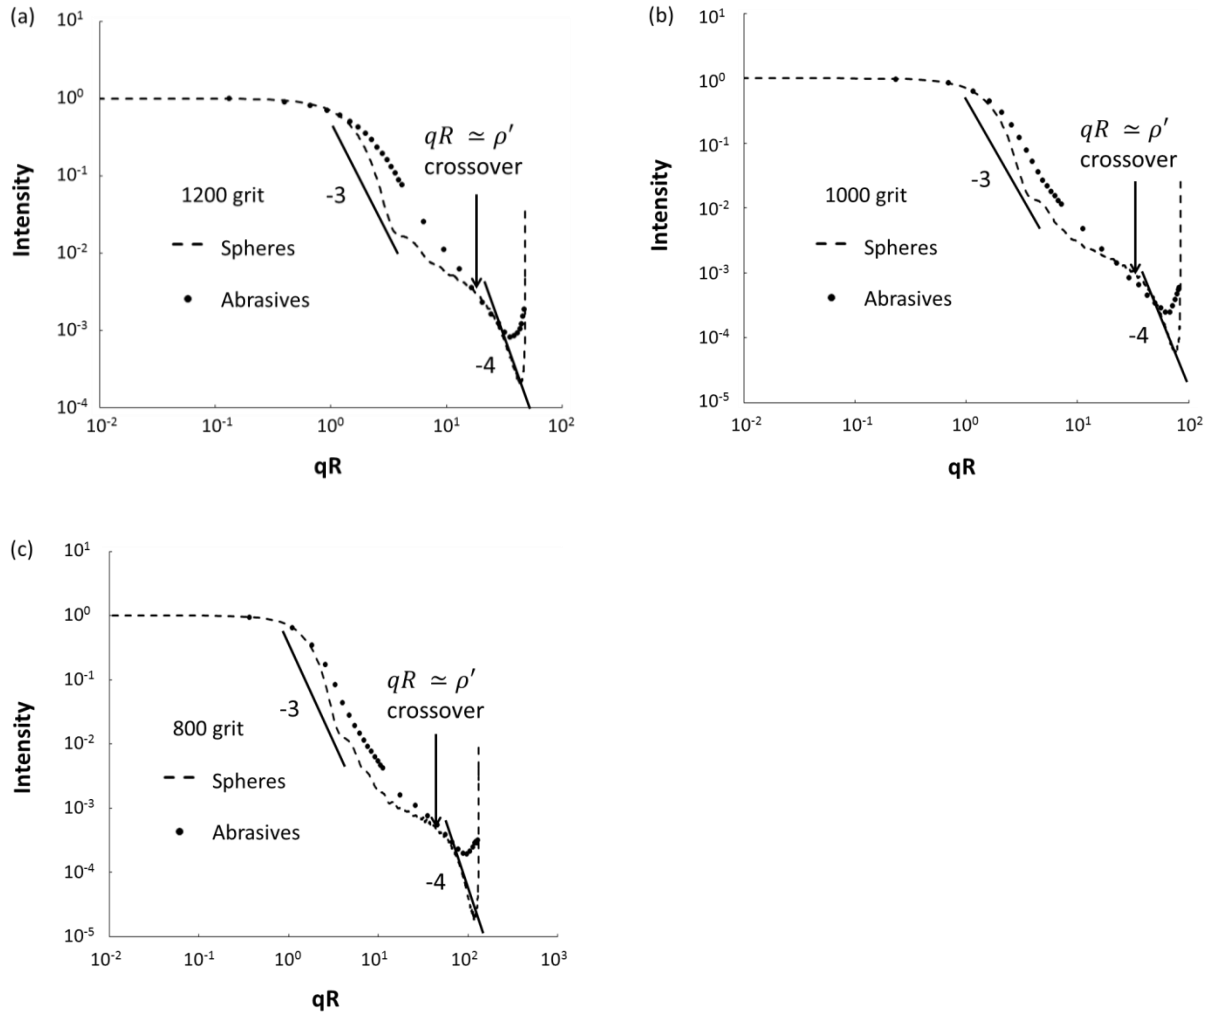 (a)
10¹
10⁰
10⁻¹
10⁻²
10⁻³
10⁻⁴
Intensity
qR ≃ ρ′
crossover
1200 grit
-3
Spheres
Abrasives
-4
10⁻² 10⁻¹ 10⁰ 10¹ 10²
qR
(b)
10¹
10⁰
10⁻¹
10⁻²
10⁻³
10⁻⁴
10⁻⁵
Intensity
qR ≃ ρ′
crossover
1000 grit
-3
Spheres
Abrasives
-4
10⁻² 10⁻¹ 10⁰ 10¹ 10²
qR
(c)
10¹
10⁰
10⁻¹
10⁻²
10⁻³
10⁻⁴
10⁻⁵
Intensity
qR ≃ ρ′
crossover
800 grit
-3
Spheres
Abrasives
-4
10⁻² 10⁻¹ 10⁰ 10¹ 10² 10³
qR